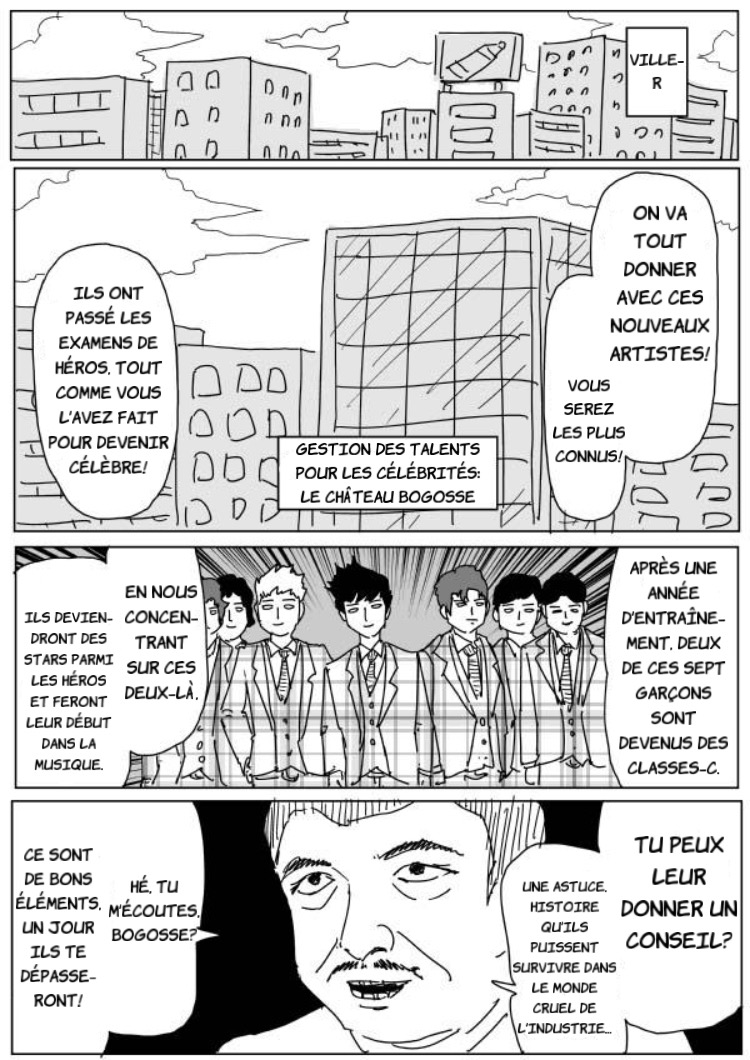 VILLE-
R
ON VA
TOUT
DONNER
AVEC CES
NOUVEAUX
ARTISTES!
VOUS
SEREZ
LES PLUS
CONNUS!
ILS ONT
PASSÉ LES
EXAMENS DE
HÉROS, TOUT
COMME VOUS
L'AVEZ FAIT
POUR DEVENIR
CÉLÈBRE!
GESTION DES TALENTS
POUR LES CÉLÉBRITÉS:
LE CHÂTEAU BOGOSSE
APRÈS UNE
ANNÉE
D'ENTRAÎNE-
MENT, DEUX
DE CES SEPT
GARÇONS
SONT
DEVENUS DES
CLASSES-C.
EN NOUS
CONCEN-
TRANT
SUR CES
DEUX-LÀ,
ILS DEVIEN-
DRONT DES
STARS PARMI
LES HÉROS
ET FERONT
LEUR DÉBUT
DANS LA
MUSIQUE.
TU PEUX
LEUR
DONNER UN
CONSEIL?
UNE ASTUCE,
HISTOIRE
QU'ILS
PUISSENT
SURVIVRE DANS
LE MONDE
CRUEL DE
L'INDUSTRIE...
HÉ, TU
M'ÉCOUTES,
BOGOSSE?
CE SONT
DE BONS
ÉLÉMENTS,
UN JOUR
ILS TE
DÉPASSE-
RONT!